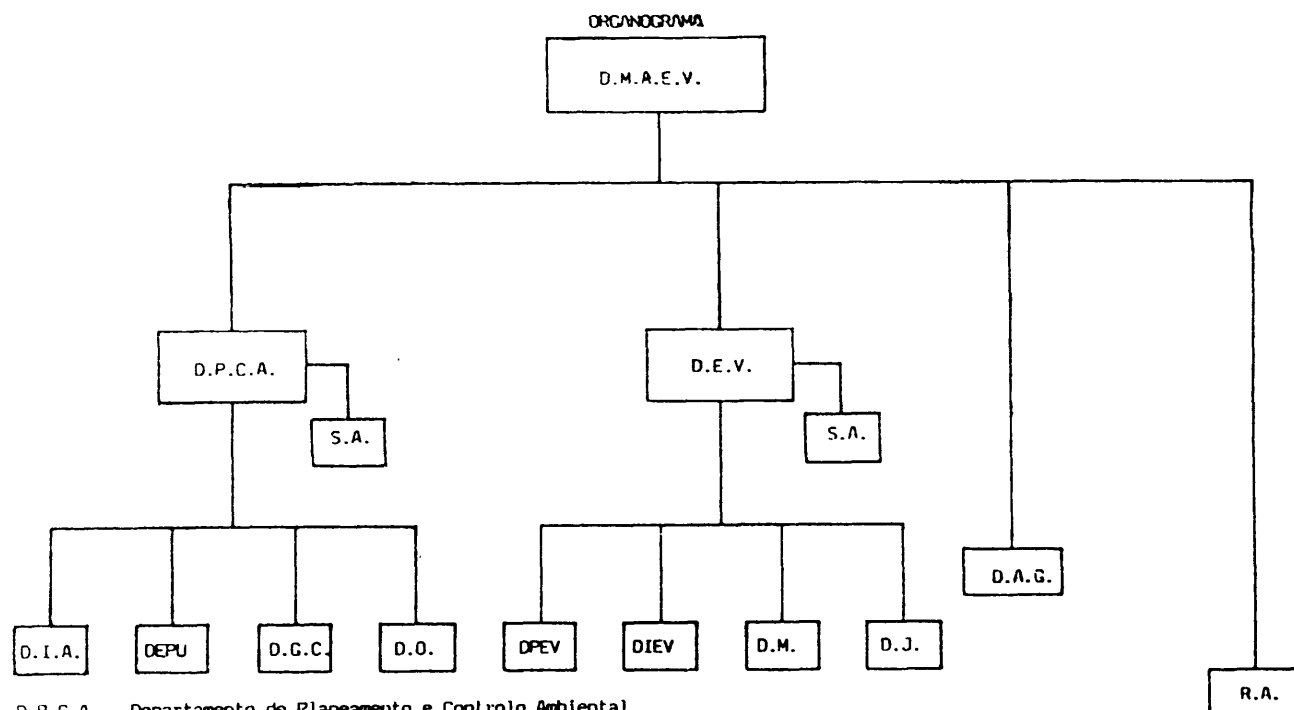 ORGANOGRAMA
D.M.A.E.V.
D.P.C.A.
D.E.V.
S.A.
S.A.
D.A.G.
D.I.A.
DEPU
D.G.C.
D.O.
DPEV
DIEV
D.M.
D.J.
R.A.
D.P.C.A. Departamento de Planeamento e Controlo Ambiental